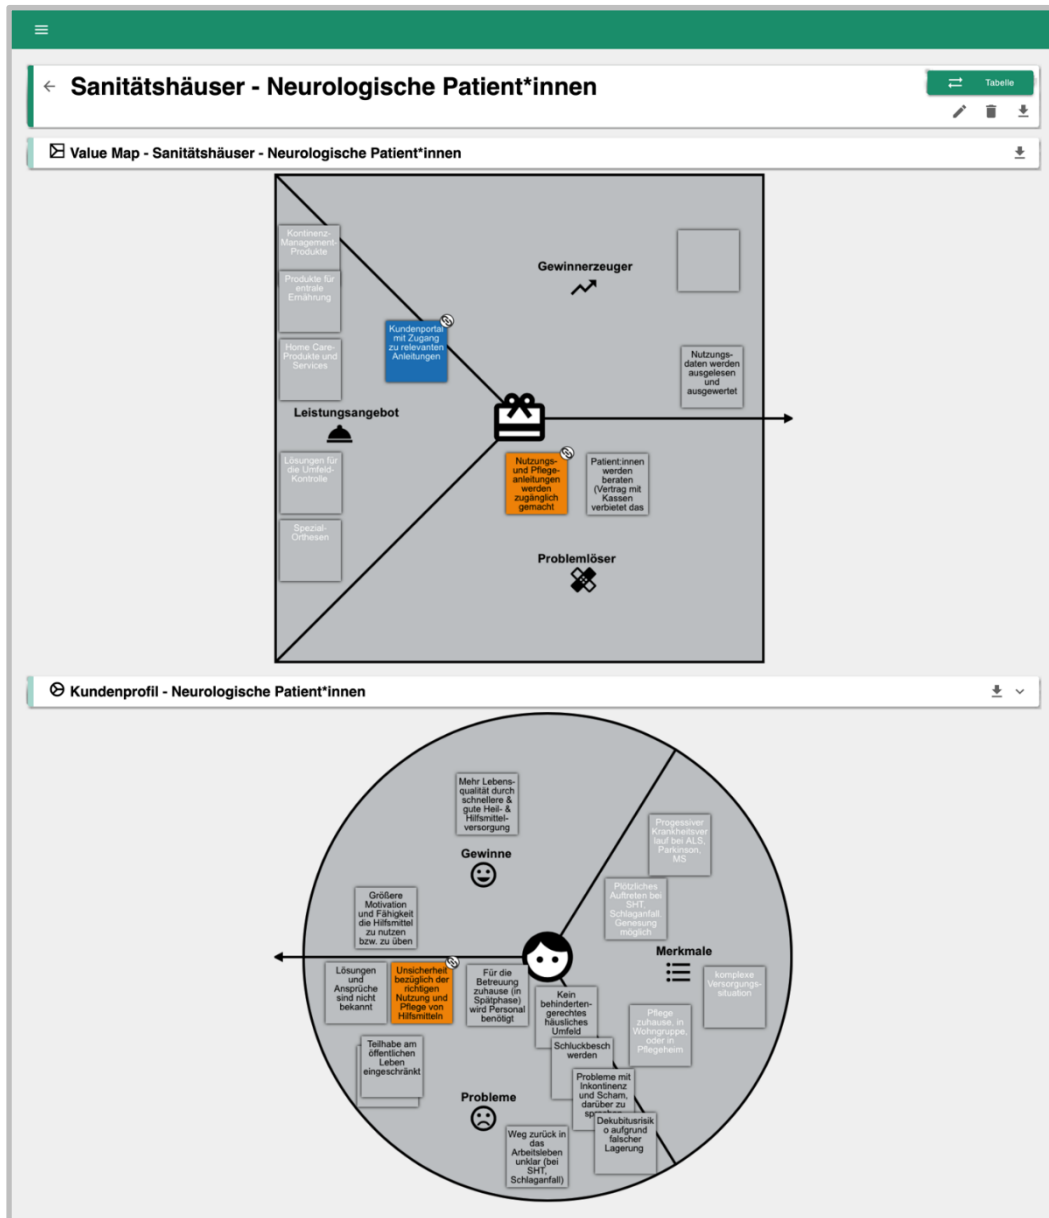 Sanitätshäuser - Neurologische Patient*innen
Tabelle
Value Map - Sanitätshäuser - Neurologische Patient*innen
Kontinenz-
Management-
Produkte
Produkte für
entrale
Ernährung
Home Care-
Produkte und
Services
Leistungsangebot
Lösungen für
die Umfeld-
Kontrolle
Spezial-
Orthesen
Kundenportal
mit Zugang
zu relevanten
Anleitungen
Gewinnerzeuger
Nutzungs-
daten werden
ausgelesen
und
ausgewertet
Nutzungs-
und Pflege-
anleitungen
werden
zugänglich
gemacht
Patient:innen
werden
beraten
(Vertrag mit
Kassen
verbietet das
Problemlöser
Kundenprofil - Neurologische Patient*innen
Mehr Lebens-
qualität durch
schnellere &
gute Heil- &
Hilfsmittel-
versorgung
Gewinne
Größere
Motivation
und Fähigkeit
die Hilfsmittel
zu nutzen
bzw. zu üben
Progessiver
Krankheitsver
lauf bei ALS,
Parkinson,
MS
Plötzliches
Auftreten bei
SHT,
Schlaganfall
Genesung
möglich
Merkmale
komplexe
Versorgungs-
situation
Pflege
zuhause, in
Wohngruppe,
oder in
Pflegeheim
Lösungen
und
Ansprüche
sind nicht
bekannt
Unsicherheit
bezüglich der
richtigen
Nutzung und
Pflege von
Hilfsmitteln
Für die
Betreuung
zuhause (in
Spätphase)
wird Personal
benötigt
Kein
behinderten-
gerechtes
häusliches
Umfeld
Schluckbesch
werden
Teilhabe am
öffentlichen
Leben
eingeschränkt
Probleme mit
Inkontinenz
und Scham,
darüber zu
Dekubitusrisik
o aufgrund
falscher
Lagerung
Probleme
Weg zurück in
das
Arbeitsleben
unklar (bei
SHT,
Schlaganfall)